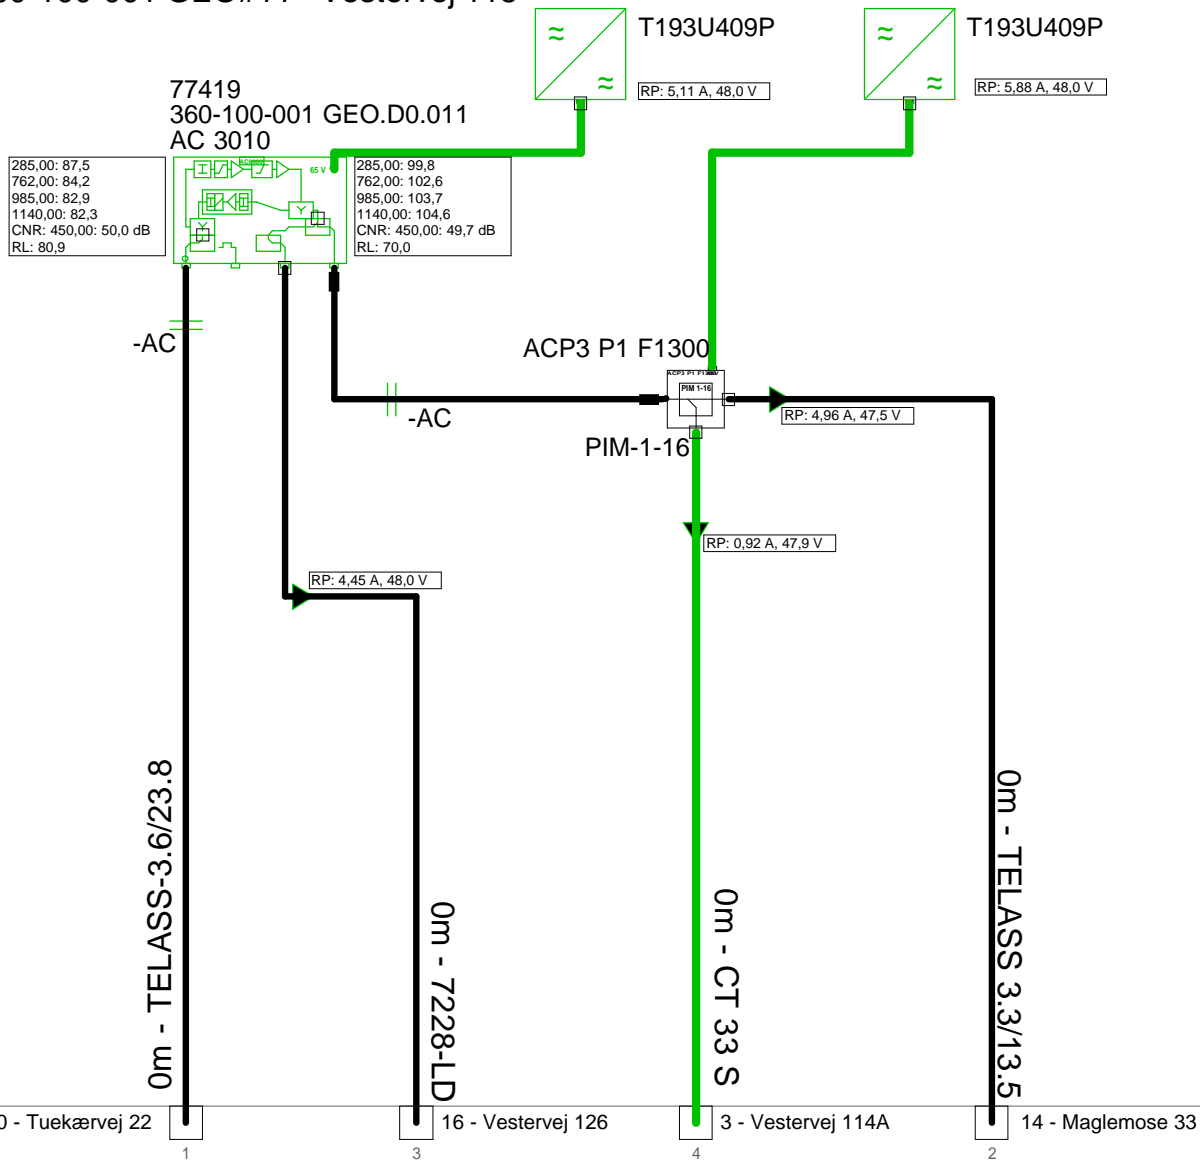 T193U409P
T193U409P
RP: 5,11 A, 48,0 V
RP: 5,88 A, 48,0 V
77419
360-100-001 GEO.D0.011
AC 3010
285,00: 87,5
762,00: 84,2
985,00: 82,9
1140,00: 82,3
CNR: 450,00: 50,0 dB
RL: 80,9
65 V
285,00: 99,8
762,00: 102,6
985,00: 103,7
1140,00: 104,6
CNR: 450,00: 49,7 dB
RL: 70,0
-AC
-AC
ACP3 P1 F1300
PIM 1-16
PIM-1-16
RP: 4,96 A, 47,5 V
RP: 0,92 A, 47,9 V
RP: 4,45 A, 48,0 V
0m - TELASS-3.6/23.8
0m - 7228-LD
0m - CT 33 S
0m - TELASS 3.3/13.5
- Tuekærvej 22
16 - Vestervej 126
3 - Vestervej 114A
14 - Maglemose 33
1
3
4
2